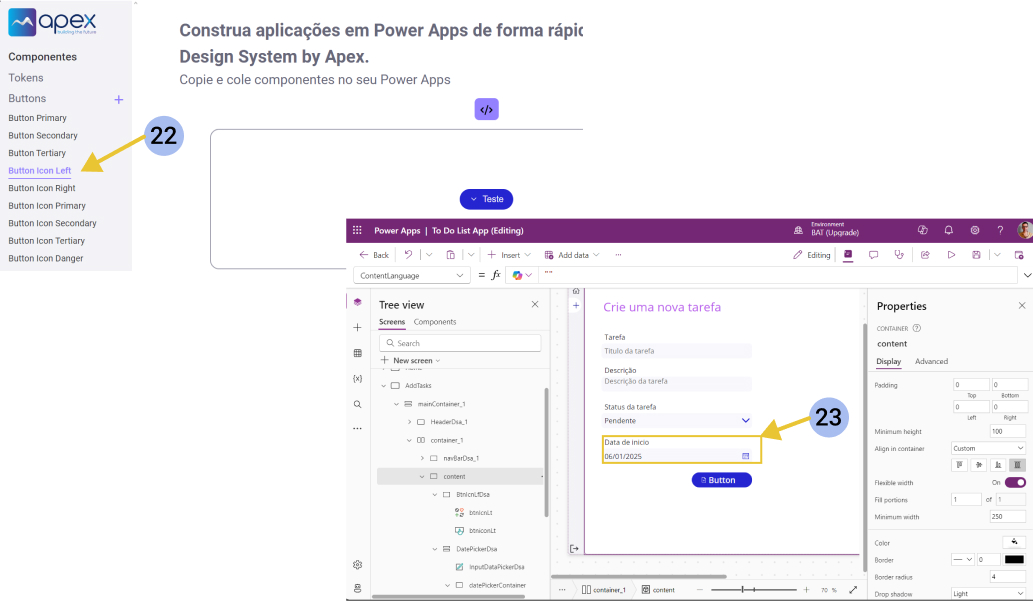 apex
building the future
Componentes
Tokens
Buttons +
Button Primary
Button Secondary
Button Tertiary
Button Icon Left
Button Icon Right
Button Icon Primary
Button Icon Secondary
Button Icon Tertiary
Button Icon Danger
22
Construa aplicações em Power Apps de forma rápid
Design System by Apex.
Copie e cole componentes no seu Power Apps
</>
Teste
Power Apps | To Do List App (Editing)
Environment
BAT (Upgrade)
?
Back
Insert
Add data
...
Editing
ContentLanguage
= fx
""
Tree view
Screens Components
Search
New screen
AddTasks
mainContainer_1
HeaderDsa_1
container_1
navBarDsa_1
content
BtnIcnLfDsa
btnIcnLt
btniconLt
DatePickerDsa
inputDataPickerDsa
datePickerContainer
Crie uma nova tarefa
Tarefa
Título da tarefa
Descrição
Descrição da tarefa
Status da tarefa
Pendente
Data de inicio
06/01/2025
Button
23
container_1
content
70 %
Properties
CONTAINER
content
Display Advanced
Padding
0 0
Top Bottom
0 0
Left Right
Minimum height 100
Align in container Custom
Flexible width On
Fill portions 1 of 1
Minimum width 250
Color
Border 0
Border radius 4
Drop shadow Light